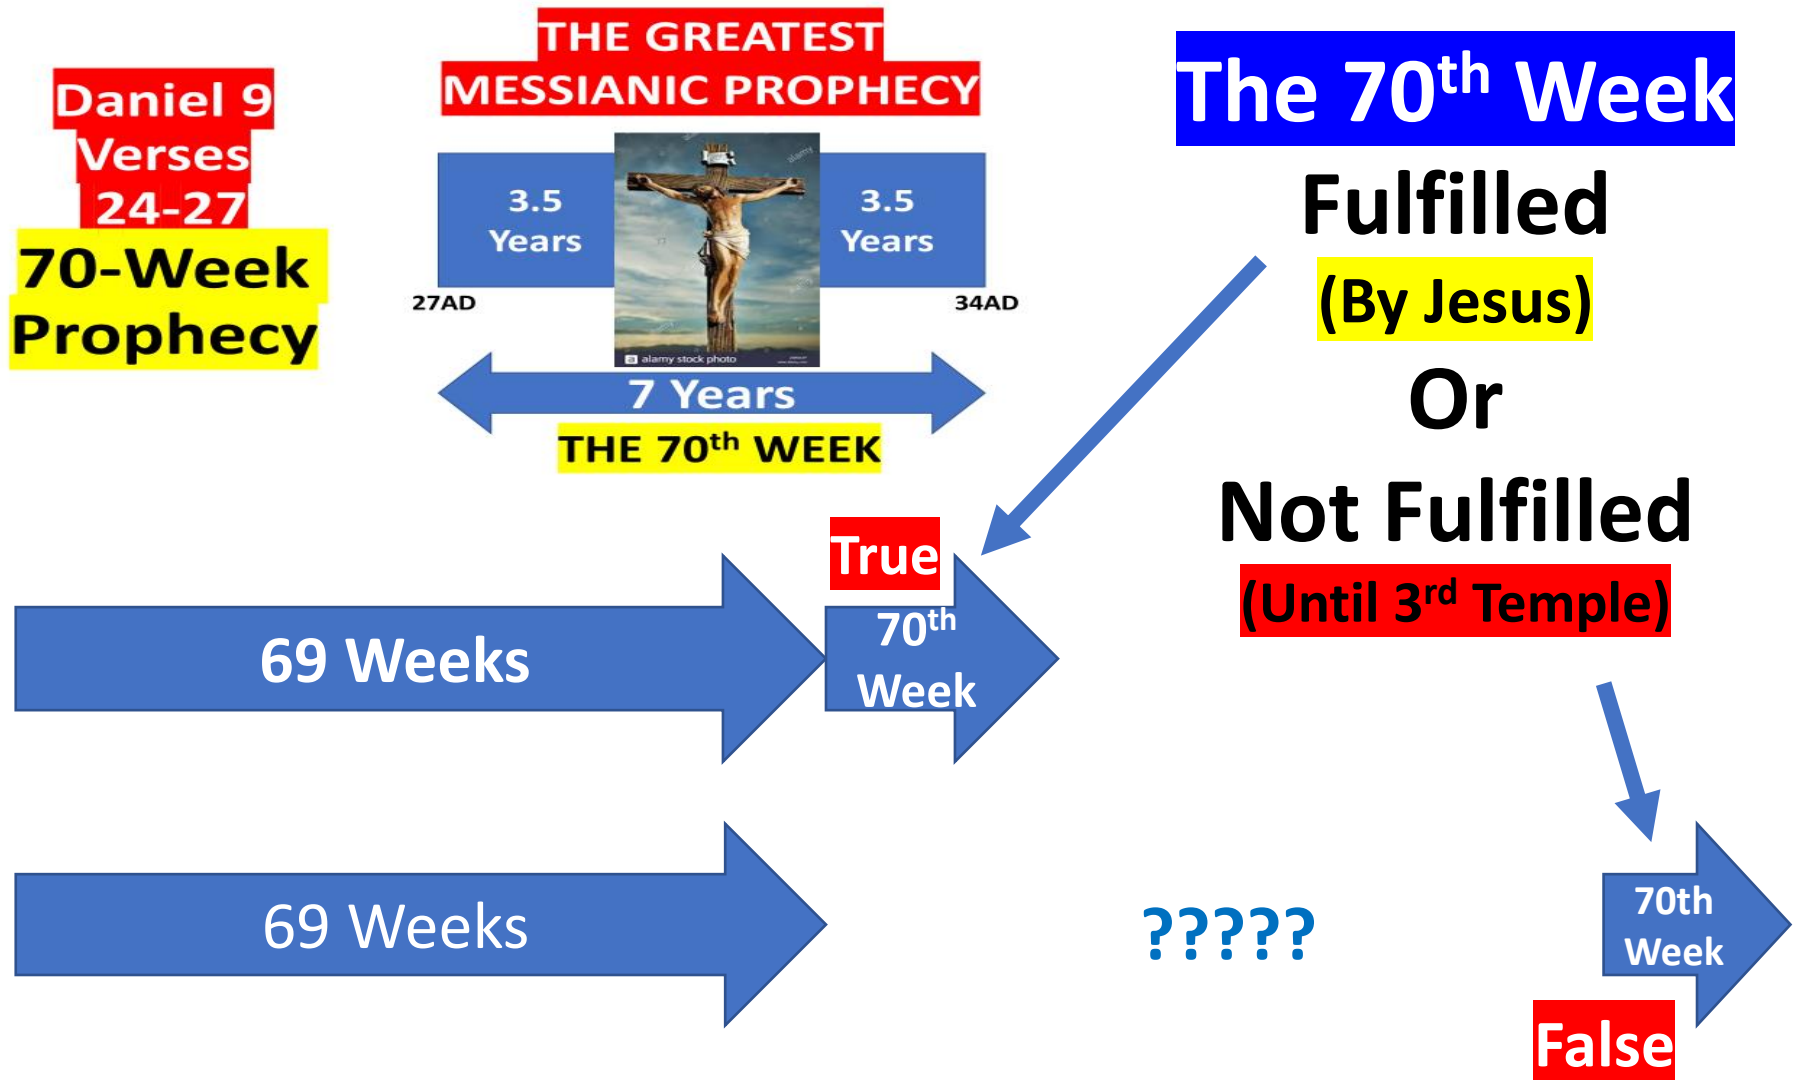 Daniel 9
Verses
24-27
70-Week
Prophecy
THE GREATEST
MESSIANIC PROPHECY
3.5
Years
3.5
Years
27AD
34AD
alamy
a alamy stock photo
7 Years
THE 70th WEEK
The 70th Week
Fulfilled
(By Jesus)
Or
Not Fulfilled
(Until 3rd Temple)
True
69 Weeks
70th
Week
69 Weeks
?????
70th
Week
False